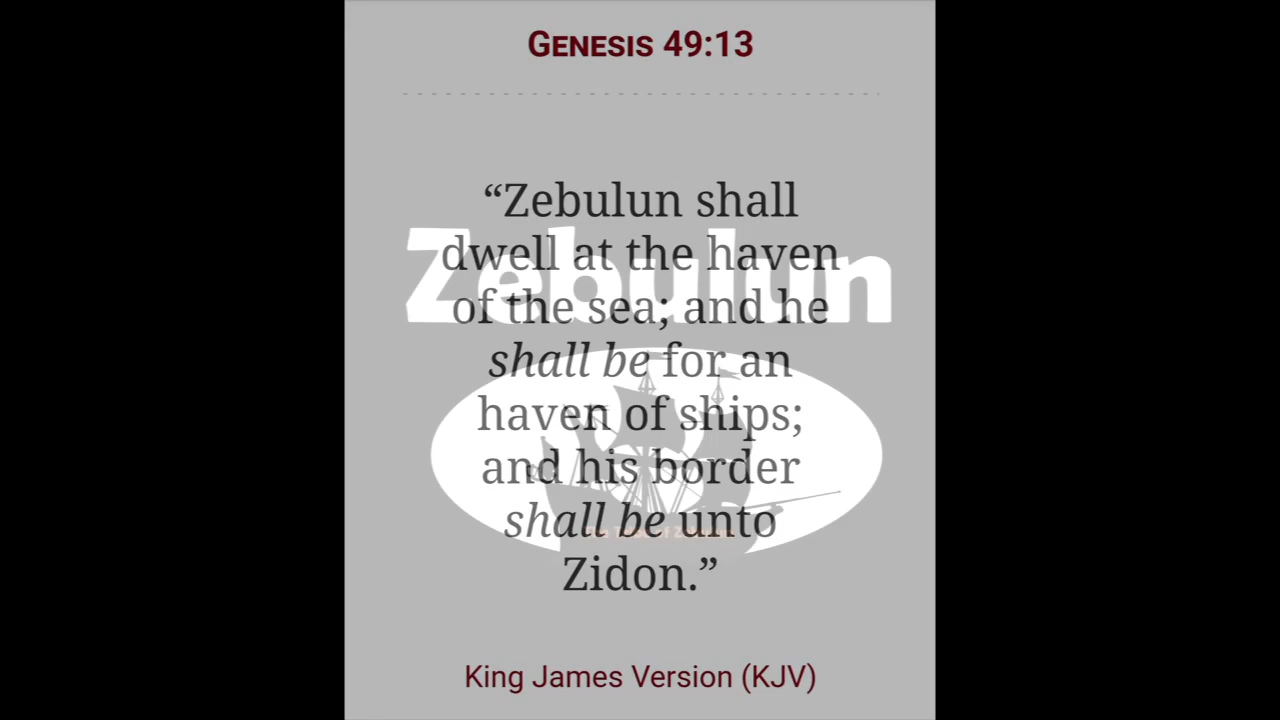 GENESIS 49:13
“Zebulun shall
dwell at the haven
of the sea; and he
shall be for an
haven of ships;
and his border
shall be unto
Zidon.”
Zebulun
King James Version (KJV)